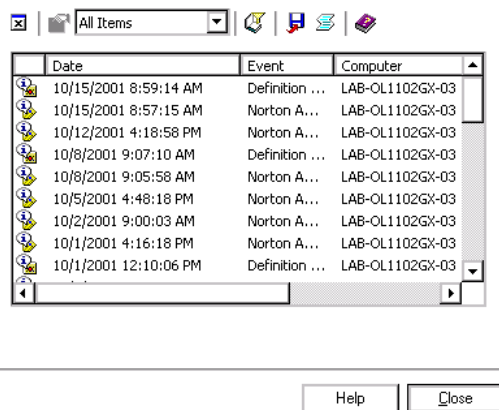 All Items
Date Event Computer
10/15/2001 8:59:14 AM Definition ... LAB-OL1102GX-03
10/15/2001 8:57:15 AM Norton A... LAB-OL1102GX-03
10/12/2001 4:18:58 PM Norton A... LAB-OL1102GX-03
10/8/2001 9:07:10 AM Definition ... LAB-OL1102GX-03
10/8/2001 9:05:58 AM Norton A... LAB-OL1102GX-03
10/5/2001 4:48:18 PM Norton A... LAB-OL1102GX-03
10/2/2001 9:00:03 AM Norton A... LAB-OL1102GX-03
10/1/2001 4:16:18 PM Norton A... LAB-OL1102GX-03
10/1/2001 12:10:06 PM Definition ... LAB-OL1102GX-03
Help Close